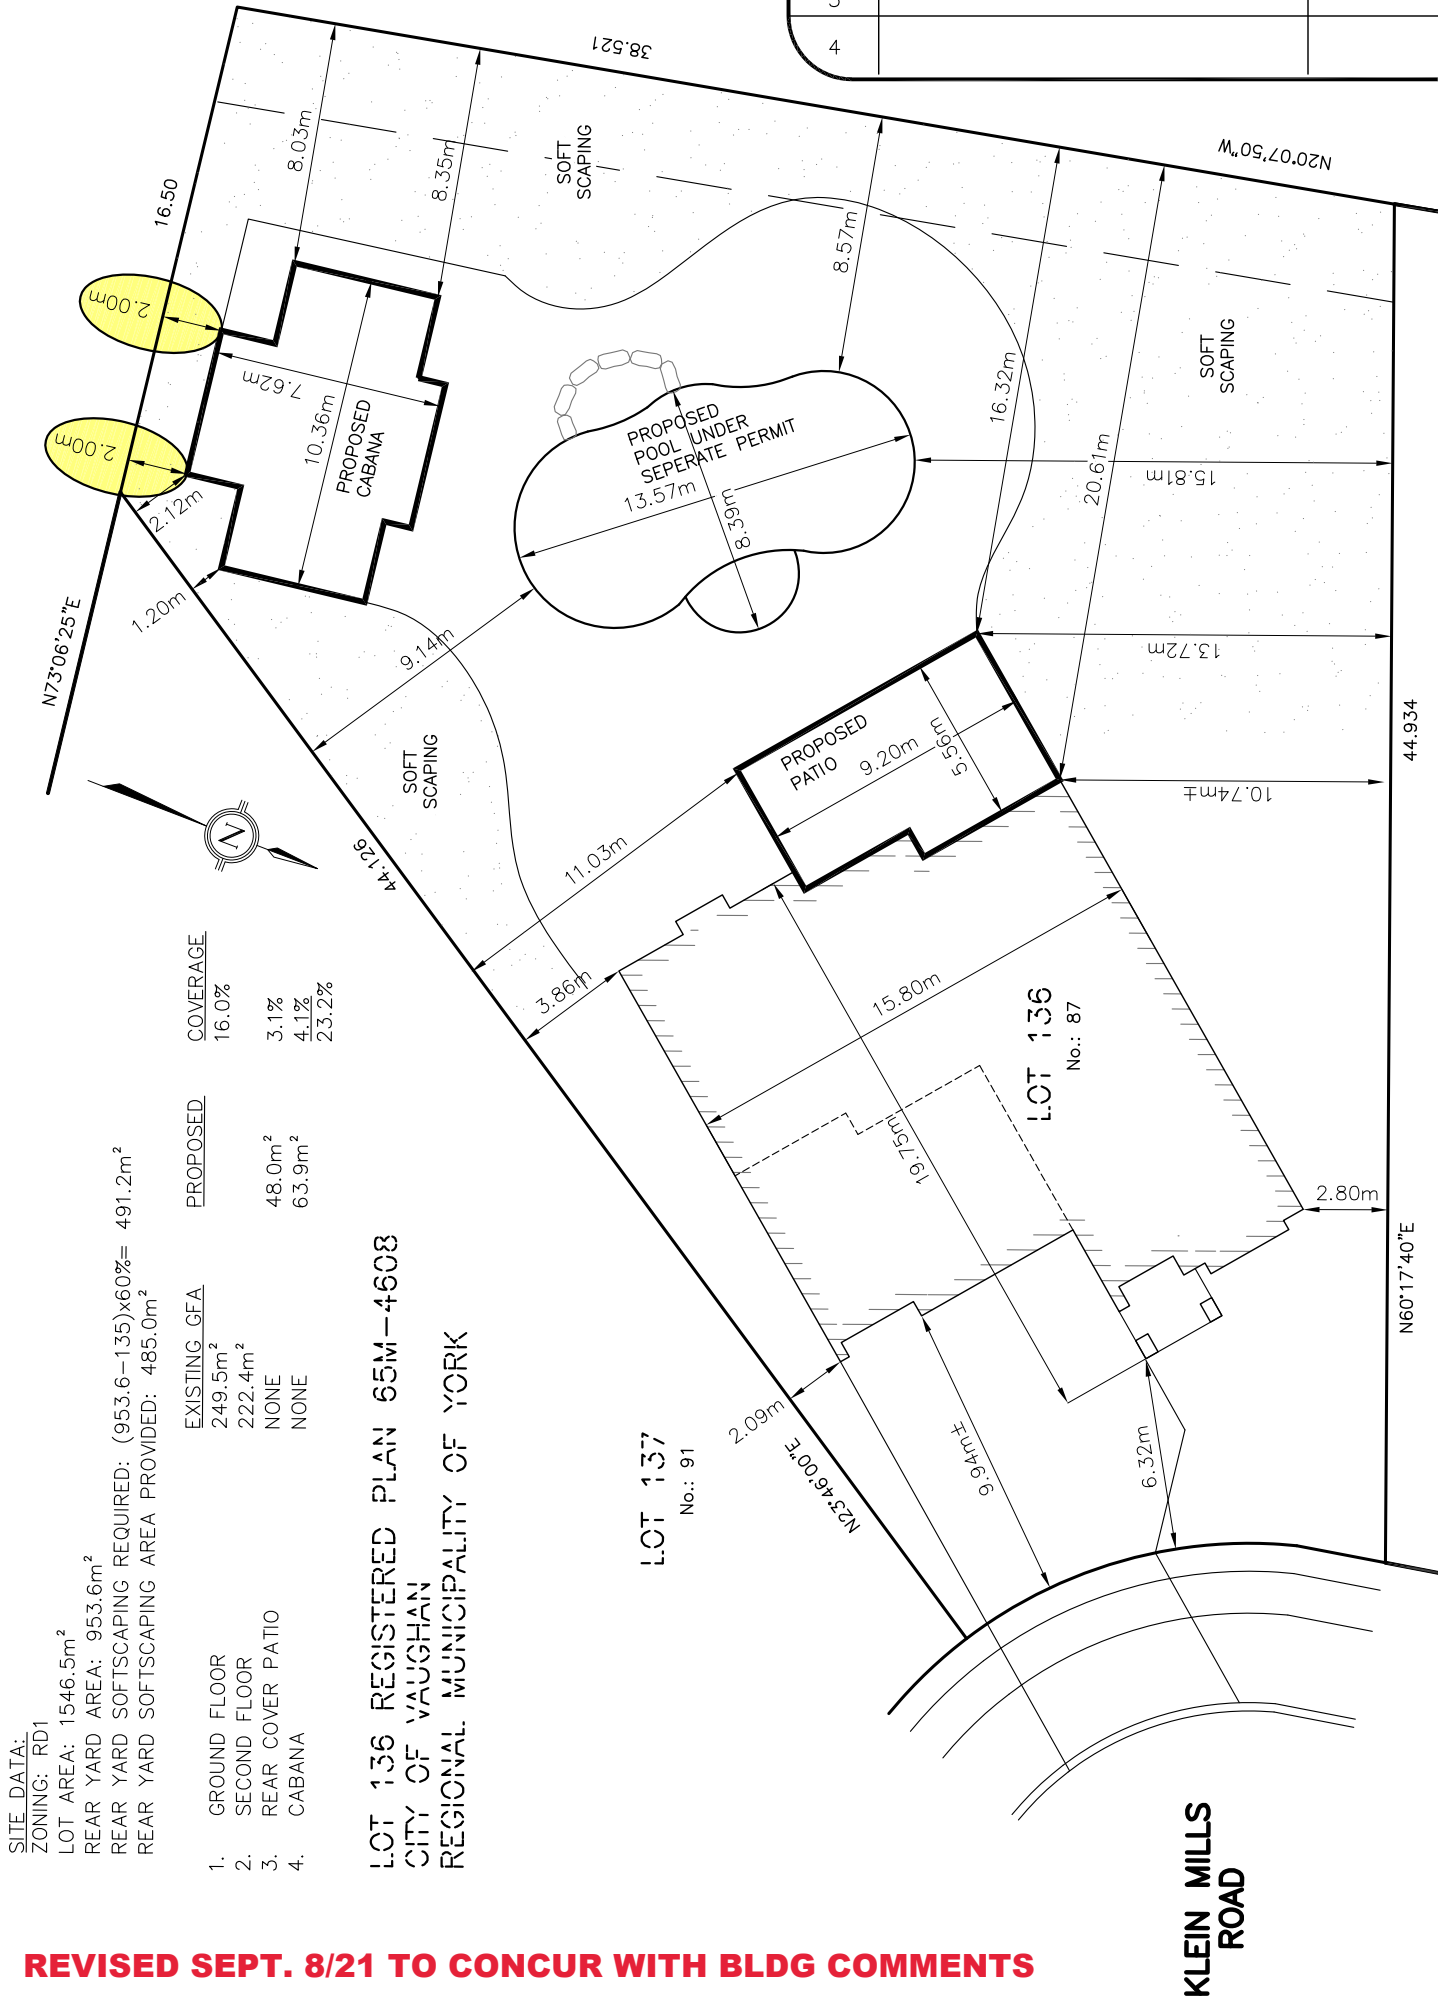 SITE DATA:
ZONING: RD1
LOT AREA: 1546.5m²
REAR YARD AREA: 953.6m²
REAR YARD SOFTSCAPING REQUIRED: (953.6-135)x60%= 491.2m²
REAR YARD SOFTSCAPING AREA PROVIDED: 485.0m²
EXISTING GFA PROPOSED COVERAGE
1. GROUND FLOOR 249.5m² 16.0%
2. SECOND FLOOR 222.4m²
3. REAR COVER PATIO NONE 48.0m² 3.1%
4. CABANA NONE 63.9m² 4.1%
23.2%
LOT 136 REGISTERED PLAN 65M-4608
CITY OF VAUGHAN
REGIONAL MUNICIPALITY OF YORK
LOT 137
No.: 91
LOT 136
No.: 87
KLEIN MILLS
ROAD
N
N73°06'25"E
16.50
38.521
N20°07'50"W
44.934
N60°17'40"E
44.126
N23°46'00"E
2.00m
2.00m
2.12m
1.20m
7.62m
10.36m
PROPOSED
CABANA
8.03m
8.35m
SOFT
SCAPING
8.57m
PROPOSED
POOL UNDER
SEPERATE PERMIT
13.57m
8.39m
9.14m
SOFT
SCAPING
SOFT
SCAPING
16.32m
20.61m
15.81m
13.72m
10.74m±
PROPOSED
PATIO
9.20m
5.56m
11.03m
3.86m
15.80m
19.75m
2.80m
2.09m
9.94m±
6.32m
3
4
REVISED SEPT. 8/21 TO CONCUR WITH BLDG COMMENTS